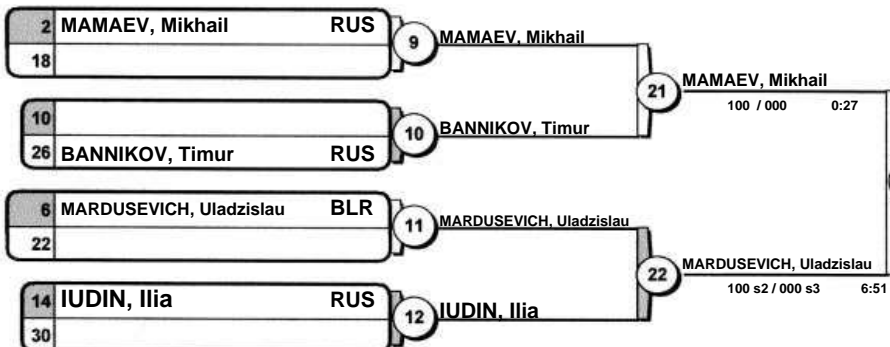 2 MAMAEV, Mikhail RUS
18
9 MAMAEV, Mikhail
10
26 BANNIKOV, Timur RUS
10 BANNIKOV, Timur
21 MAMAEV, Mikhail
100 / 000 0:27
6 MARDUSEVICH, Uladzislau BLR
22
11 MARDUSEVICH, Uladzislau
14 IUDIN, Ilia RUS
30
12 IUDIN, Ilia
22 MARDUSEVICH, Uladzislau
100 s2 / 000 s3 6:51